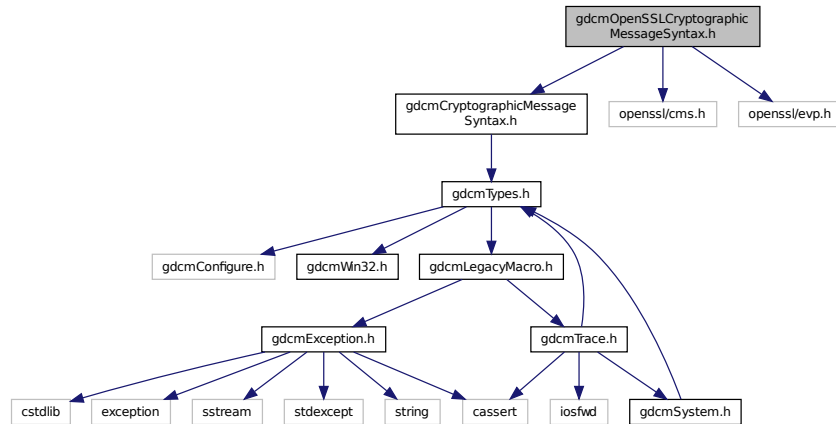 gdcmOpenSSLCryptographic
MessageSyntax.h
gdcmCryptographicMessage
Syntax.h
openssl/cms.h
openssl/evp.h
gdcmTypes.h
gdcmConfigure.h
gdcmWin32.h
gdcmLegacyMacro.h
gdcmException.h
gdcmTrace.h
cstdlib
exception
sstream
stdexcept
string
cassert
iosfwd
gdcmSystem.h